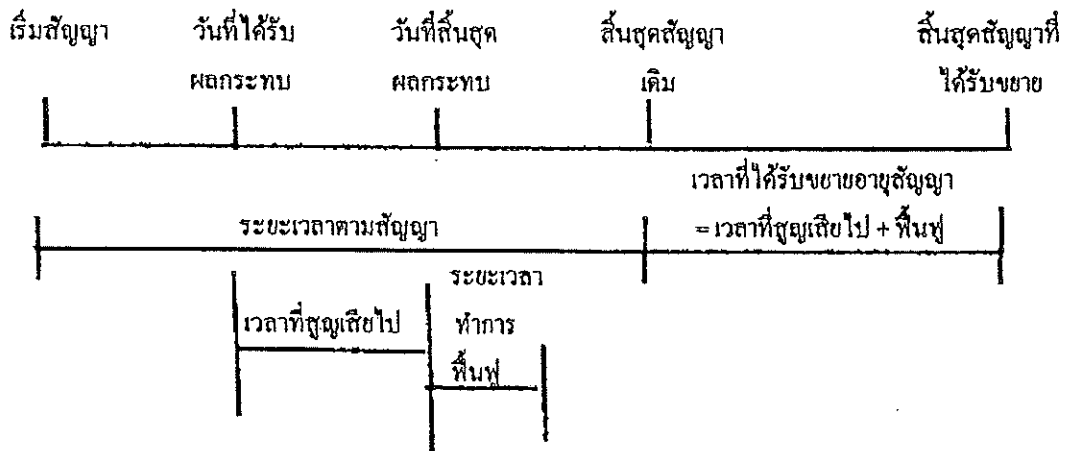 เริ่มสัญญา วันที่ได้รับ วันที่สิ้นสุด สิ้นสุดสัญญา สิ้นสุดสัญญาที่
ผลกระทบ ผลกระทบ เดิม ได้รับขยาย
เวลาที่ได้รับขยายอายุสัญญา
ระยะเวลาตามสัญญา = เวลาที่สูญเสียไป + ฟื้นฟู
ระยะเวลา
เวลาที่สูญเสียไป ทำการ
ฟื้นฟู